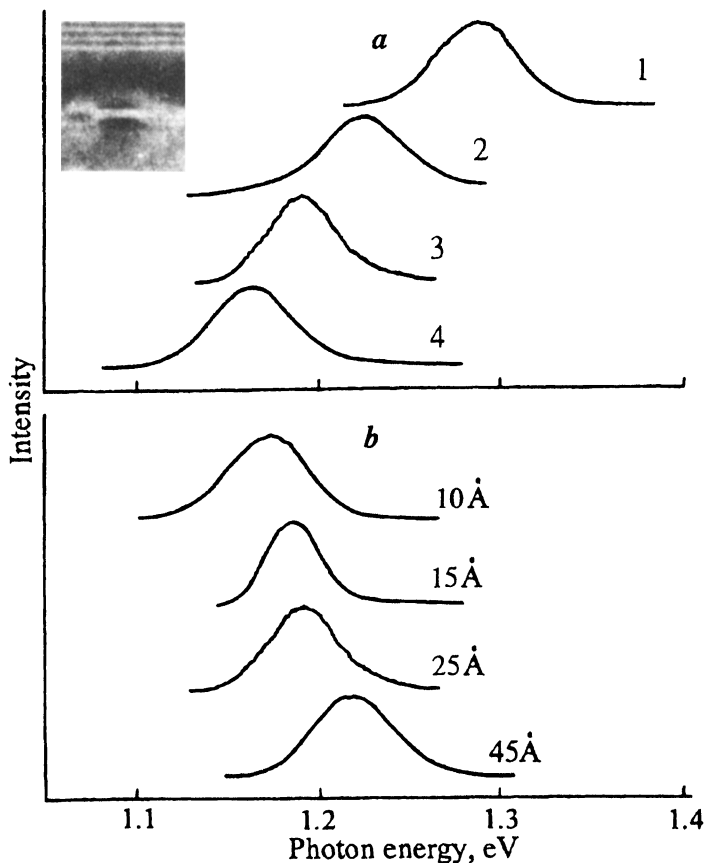 a
1
2
3
4
Intensity
b
10Å
15Å
25Å
45Å
1.1 1.2 1.3 1.4
Photon energy, eV